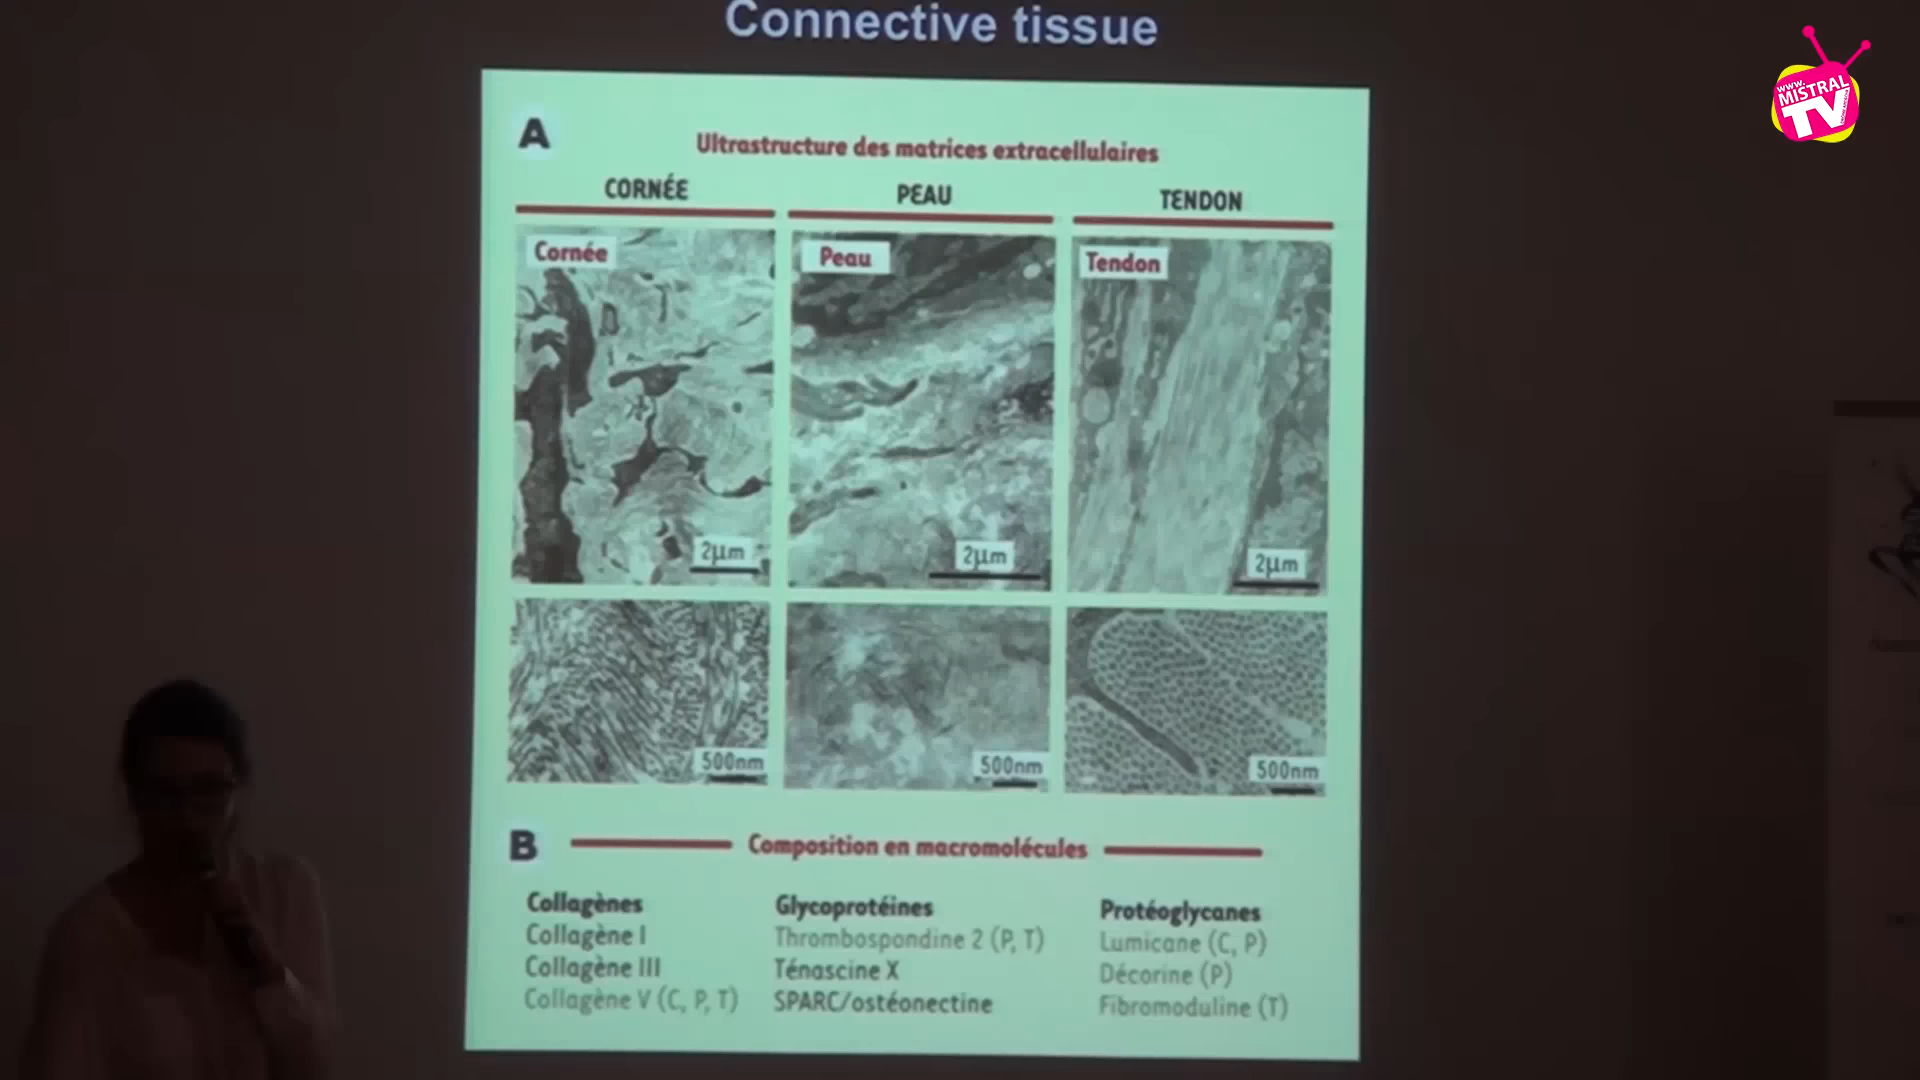 Connective tissue
www.
MISTRAL
TV
A
Ultrastructure des matrices extracellulaires
CORNÉE PEAU TENDON
Cornée Peau Tendon
2µm 2µm 2µm
500nm 500nm 500nm
B Composition en macromolécules
Collagènes Glycoprotéines Protéoglycanes
Collagène I Thrombospondine 2 (P, T) Lumicane (C, P)
Collagène III Ténascine X Décorine (P)
Collagène V (C, P, T) SPARC/ostéonectine Fibromoduline (T)